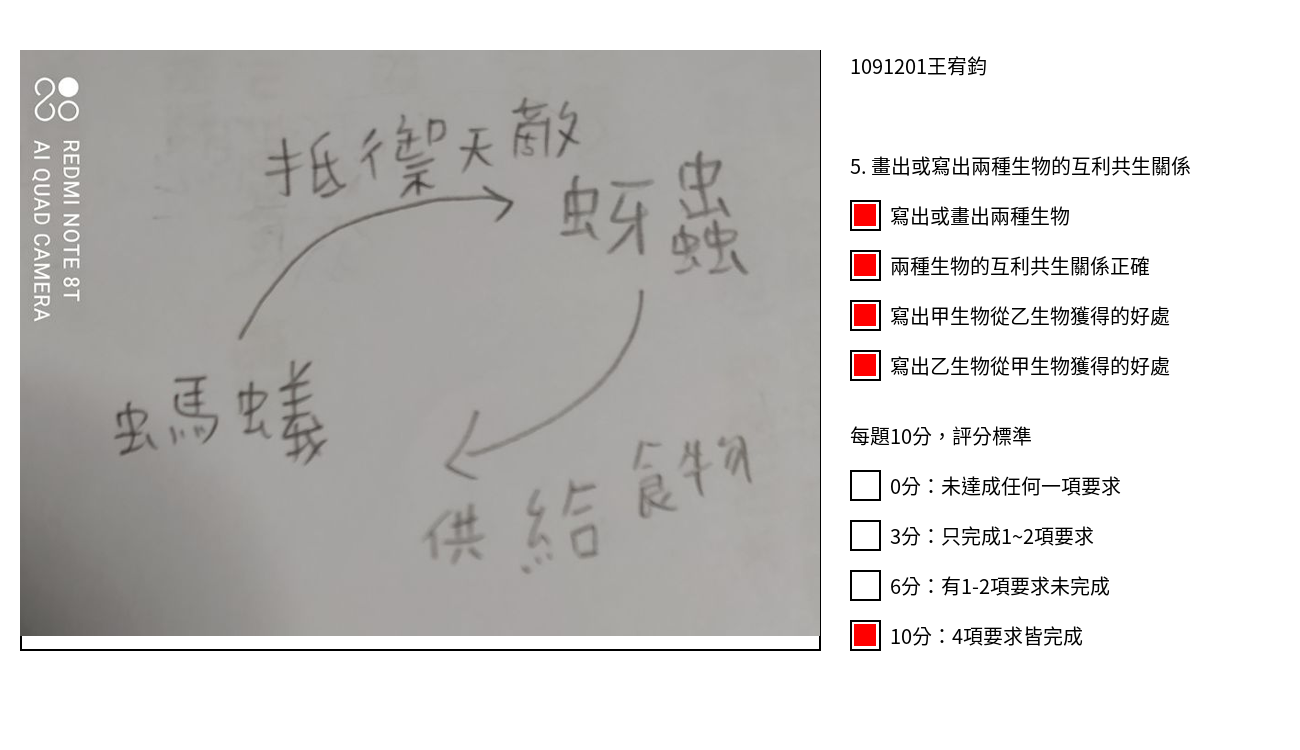 REDMI NOTE 8T
AI QUAD CAMERA
抵禦天敵
蚜蟲
螞蟻
供給食物
1091201王宥鈞
5. 畫出或寫出兩種生物的互利共生關係
寫出或畫出兩種生物
兩種生物的互利共生關係正確
寫出甲生物從乙生物獲得的好處
寫出乙生物從甲生物獲得的好處
每題10分，評分標準
0分：未達成任何一項要求
3分：只完成1~2項要求
6分：有1-2項要求未完成
10分：4項要求皆完成